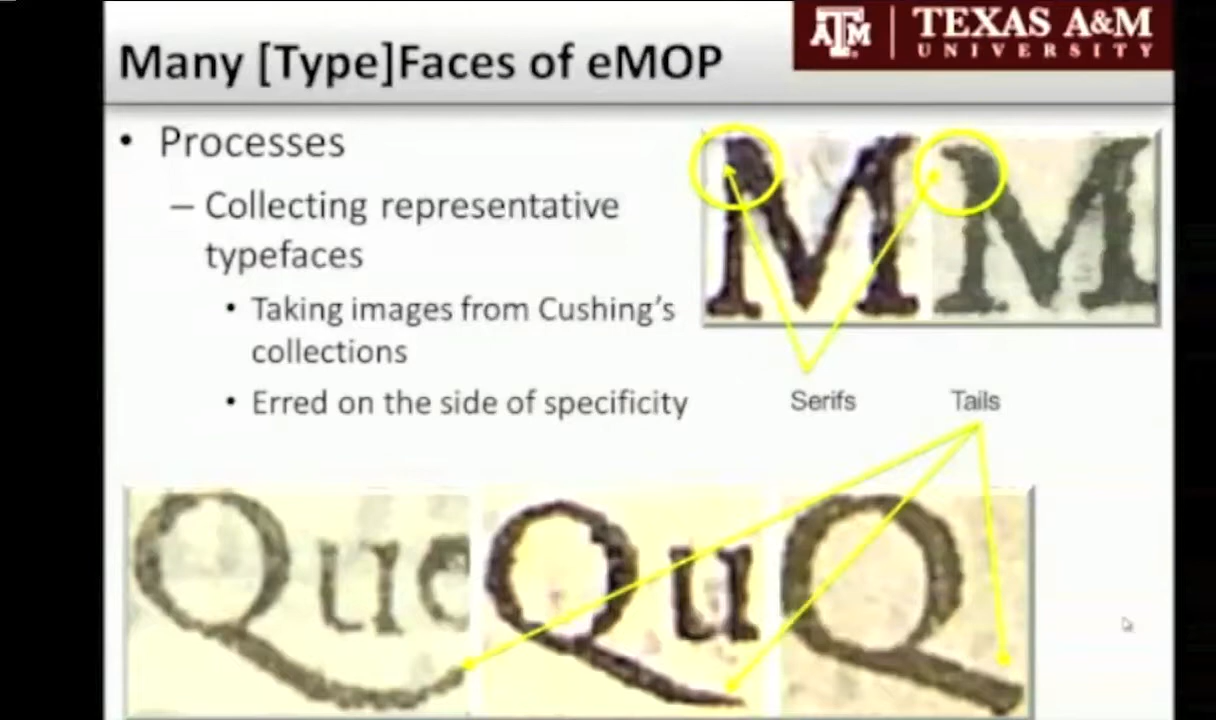 Many [Type]Faces of eMOP
ĀM | TEXAS A&M
UNIVERSITY
• Processes
– Collecting representative
typefaces
• Taking images from Cushing's
collections
• Erred on the side of specificity
M M
Serifs Tails
Que Qu Q